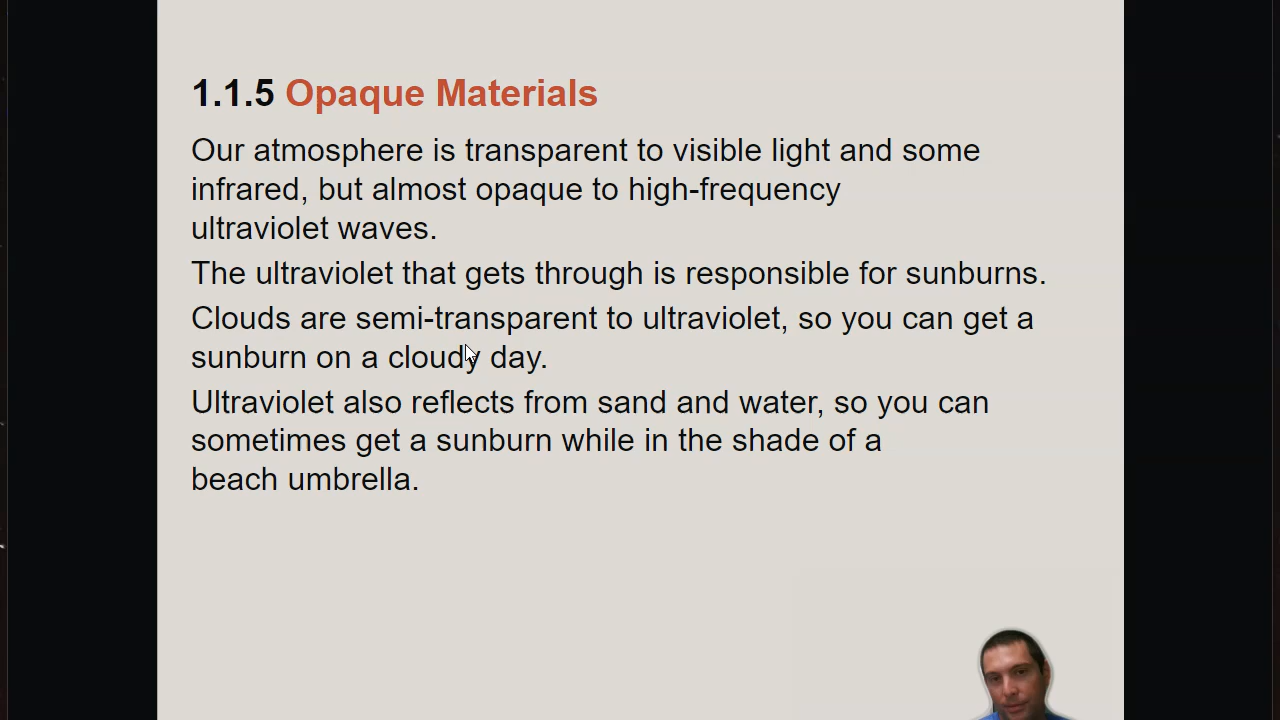 1.1.5 Opaque Materials
Our atmosphere is transparent to visible light and some
infrared, but almost opaque to high-frequency
ultraviolet waves.
The ultraviolet that gets through is responsible for sunburns.
Clouds are semi-transparent to ultraviolet, so you can get a
sunburn on a cloudy day.
Ultraviolet also reflects from sand and water, so you can
sometimes get a sunburn while in the shade of a
beach umbrella.